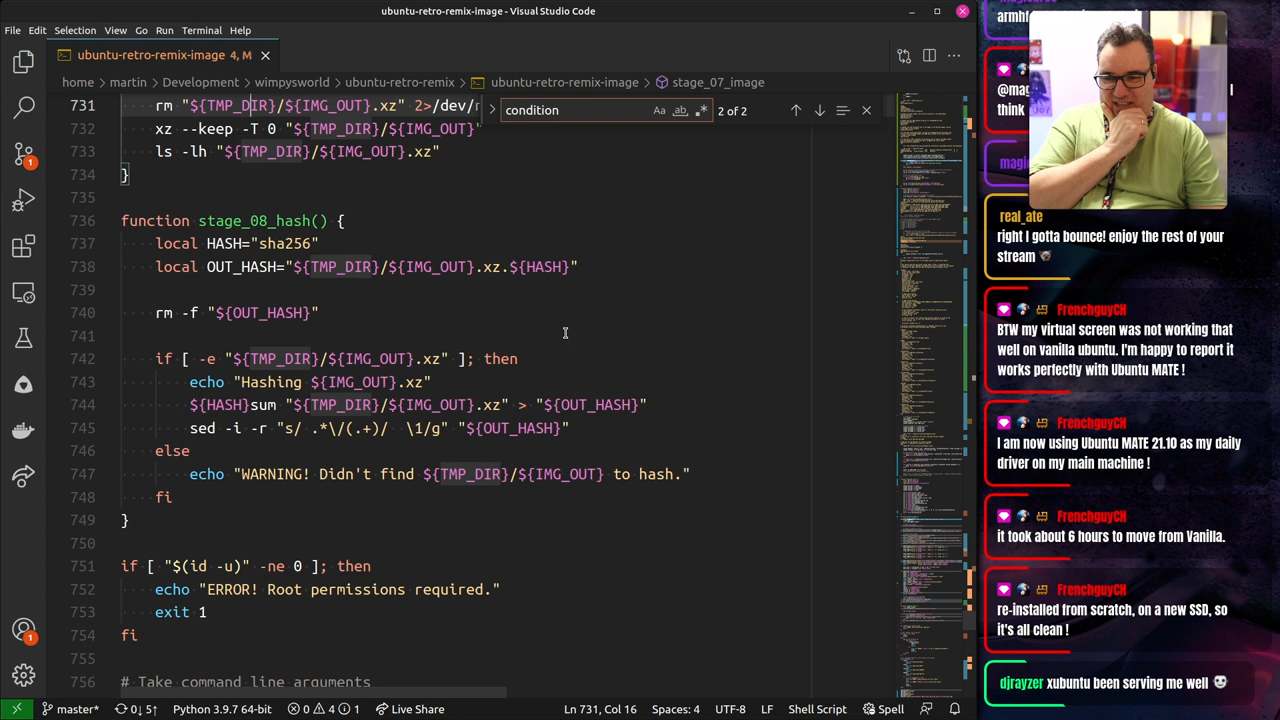 ubuntu-retro-remix-image - Visual Studio Code
File Edit Selection View Go Run Terminal Help
ubuntu-retro-remix-image 4, M
home > martin > Development > wimpysworld > ubuntu-retro-remix > ubuntu-retro-remix-image > stage_07_image
condition
Aa ab .* 2 of 2
731 rm "${TMP_DIR}/${IMG_OUT}.xz" 2>/dev/
732 xz --keep -T 0 "${TMP_DIR}/${IMG_OUT}"
733 ls -lh "${TMP_DIR}/${IMG_OUT}.xz"
734 }
735
736 function stage_08_hash() {
737 local HASH="sha256"
738 local OUT_HASH="${TMP_DIR}/${IMG_OUT}.xz.${HASH}"
739
740 rm -f "${OUT_HASH}"
741
742 if [ -e "${TMP_DIR}/${IMG_OUT}.xz" ]; then
743 echo "Hashing ${IMG_OUT}.xz"
744 ${HASH}sum "${TMP_DIR}/${IMG_OUT}.xz" > "${OUT_HASH}"
745 sed -i -r "s/ .*\/(.+)/  \1/g" "${OUT_HASH}"
746 else
747 echo "WARNING! Didn't find ${TMP_DIR}/${IMG_OUT} to hash."
748 fi
749 }
750
751 if [ "$(id -u)" -ne 0 ]; then
752 echo "ERROR! Root permissions required."
753 exit 1
754 fi
755
756 # Take command line arguments
master* Python 64-bit 4 1 Live Share
Ln 731, Col 16 Spaces: 4 UTF-8 LF Shell Script Spell
armhf
think
real_ate
right I gotta bounce! enjoy the rest of your
stream
FrenchguyCH
BTW my virtual screen was not working that
well on vanilla ubuntu. I'm happy to report it
works perfectly with Ubuntu MATE !
FrenchguyCH
I am now using Ubuntu MATE 21.10 as my daily
driver on my main machine !
FrenchguyCH
it took about 6 hours to move from Vanilla.
FrenchguyCH
re-installed from scratch, on a new SSD, so
it's all clean !
djrayzer xubuntu been serving me well